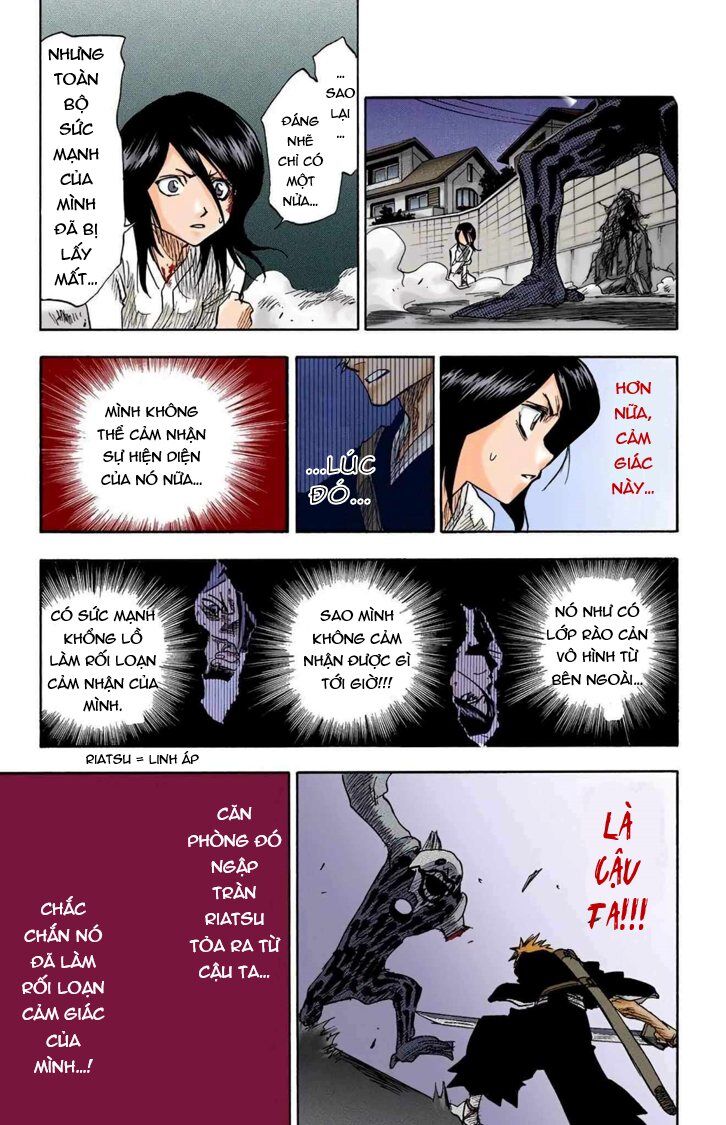 ...
SAO
LẠI
...
ĐÁNG
NHẼ
CHỈ CÓ
MỘT
NỬA...
NHƯNG
TOÀN
BỘ
SỨC
MẠNH
CỦA
MÌNH
ĐÃ BỊ
LẤY
MẤT...
HƠN
NỮA,
CẢM
GIÁC
NÀY...
...LÚC
ĐÓ...
MÌNH KHÔNG
THỂ CẢM NHẬN
SỰ HIỆN DIỆN
CỦA NÓ NỮA...
NÓ NHƯ CÓ
LỚP RÀO CẢN
VÔ HÌNH TỪ
BÊN NGOÀI...
SAO MÌNH
KHÔNG CẢM
NHẬN ĐƯỢC GÌ
TỚI GIỜ!!!
CÓ SỨC MẠNH
KHỔNG LỒ
LÀM RỐI LOẠN
CẢM NHẬN CỦA
MÌNH.
RIATSU = LINH ÁP
LÀ
CẬU
TA!!!
CĂN
PHÒNG ĐÓ
NGẬP
TRÀN
RIATSU
TỎA RA TỪ
CẬU TA...
CHẮC
CHẮN NÓ
ĐÃ LÀM
RỐI LOẠN
CẢM GIÁC
CỦA
MÌNH...!